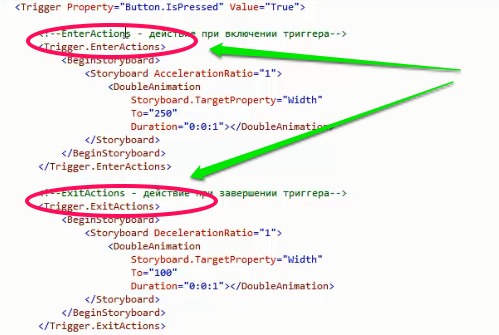 <Trigger Property="Button.IsPressed" Value="True">
<!--EnterActions - действие при включении триггера-->
<Trigger.EnterActions>
<BeginStoryboard>
<Storyboard AccelerationRatio="1">
<DoubleAnimation
Storyboard.TargetProperty="Width"
To="250"
Duration="0:0:1"></DoubleAnimation>
</Storyboard>
</BeginStoryboard>
</Trigger.EnterActions>
<!--ExitActions - действие при завершении триггера-->
<Trigger.ExitActions>
<BeginStoryboard>
<Storyboard DecelerationRatio="1">
<DoubleAnimation
Storyboard.TargetProperty="Width"
To="100"
Duration="0:0:1"></DoubleAnimation>
</Storyboard>
</BeginStoryboard>
</Trigger.ExitActions>